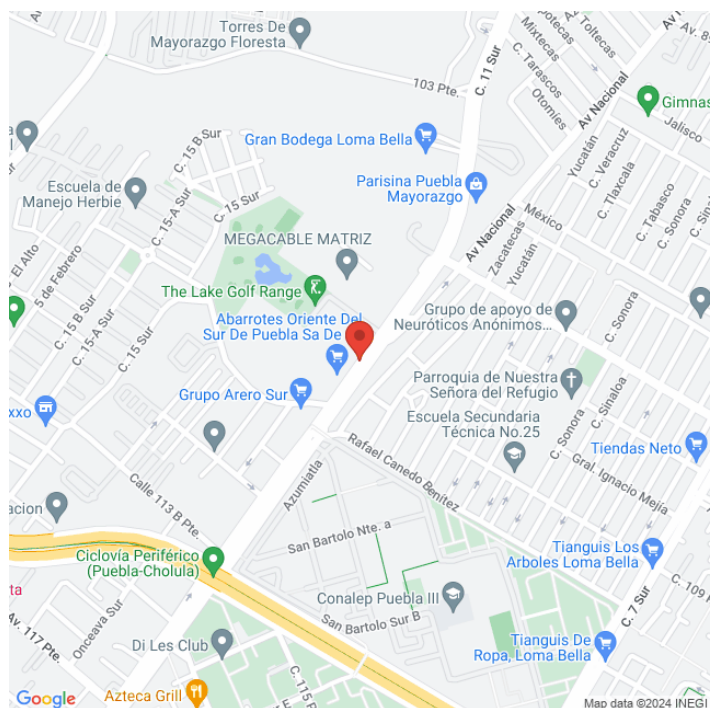 Torres De
Mayorazgo Floresta
103 Pte.
C. 11 Sur
Mixtecas
C. Tarascos
Otomíes
Av. Toltecas
Av Nacional
Gimnas
Jalisco
Yucatán
C. Veracruz
C. Tlaxcala
C. Tabasco
C. Sonora
Gran Bodega Loma Bella
Parisina Puebla
Mayorazgo
C. 15 B Sur
C. 15-A Sur
C. 15 Sur
Escuela de
Manejo Herbie
México
Av Nacional
Zacatecas
Yucatán
El Alto
5 de Febrero
C. 15 B Sur
C. 15-A Sur
C. 15 Sur
MEGACABLE MATRIZ
The Lake Golf Range
Abarrotes Oriente Del
Sur De Puebla Sa De
Grupo de apoyo de
Neuróticos Anónimos...
C. Sonora
C. Sinaloa
Parroquia de Nuestra
Señora del Refugio
Grupo Arero Sur
Escuela Secundaria
Técnica No.25
C. Sonora
Tiendas Neto
Gral. Ignacio Mejía
xxo
Rafael Canedo Benítez
Azumiatla
Calle 113 B Pte.
acion
San Bartolo Nte. a
Ciclovía Periférico
(Puebla-Cholula)
Tianguis Los
Arboles Loma Bella
C. 109 P
C. 7 Sur
ta
Onceava Sur
Av. 117 Pte.
Conalep Puebla III
San Bartolo Sur B
Di Les Club
C. 115 P
Tianguis De
Ropa, Loma Bella
Azteca Grill
Google
Map data ©2024 INEGI